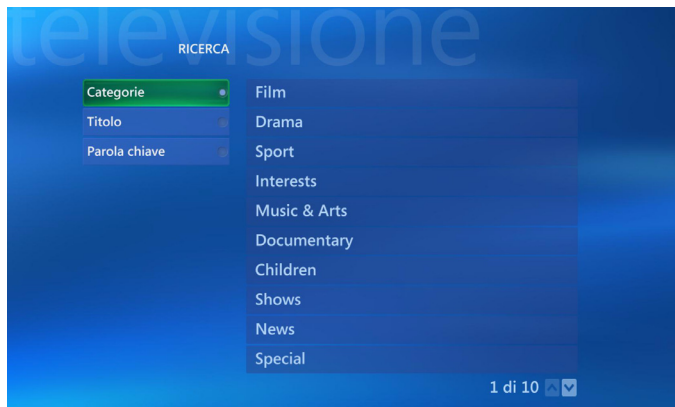 televisione
RICERCA
Categorie
Titolo
Parola chiave
Film
Drama
Sport
Interests
Music & Arts
Documentary
Children
Shows
News
Special
1 di 10